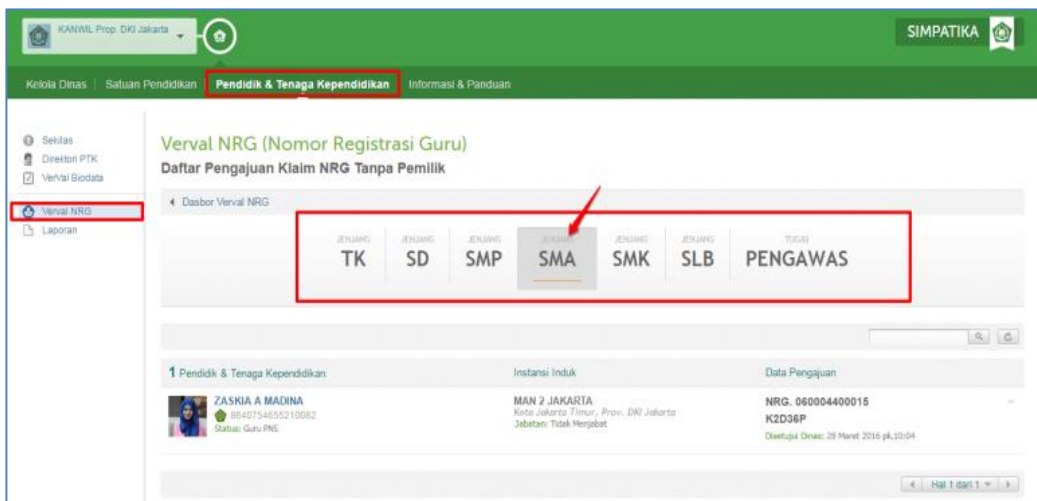 KANWIL Prop. DKI Jakarta
SIMPATIKA
Kelola Dinas | Satuan Pendidikan Pendidik & Tenaga Kependidikan Informasi & Panduan
Sekilas
Direktori PTK
VerVal Biodata
Verval NRG
Laporan
Verval NRG (Nomor Registrasi Guru)
Daftar Pengajuan Klaim NRG Tanpa Pemilik
Dasbor Verval NRG
JENJANG JENJANG JENJANG JENJANG JENJANG JENJANG TUGAS
TK SD SMP SMA SMK SLB PENGAWAS
1 Pendidik & Tenaga Kependidikan Instansi Induk Data Pengajuan
ZASKIA A MADINA MAN 2 JAKARTA NRG. 060004400015
8640754655210082 Kota Jakarta Timur, Prov. DKI Jakarta K2D36P
Status: Guru PNS Jabatan: Tidak Menjabat Disetujui Dinas: 28 Maret 2016 pk.10:04
Hal 1 dari 1